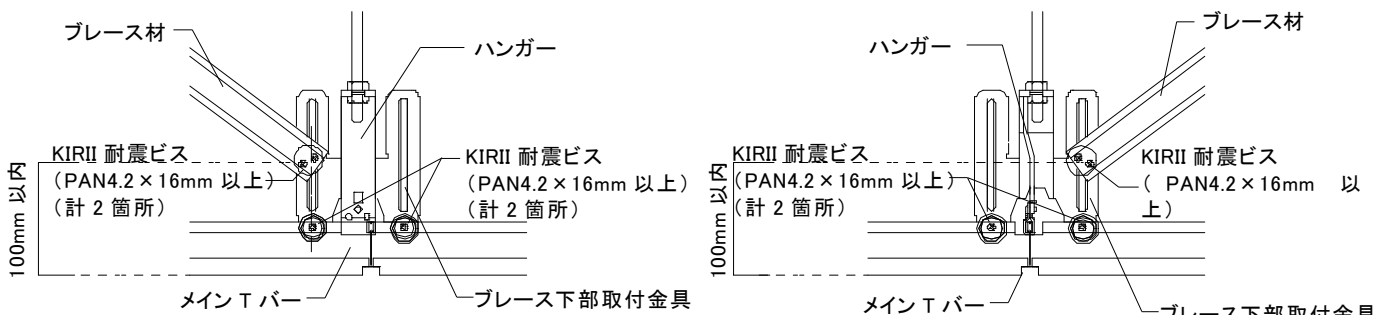 ブレース材
ハンガー
KIRII 耐震ビス
(PAN4.2×16mm 以上)
(計 2 箇所)
KIRII 耐震ビス
(PAN4.2×16mm 以上)
(計 2 箇所)
100mm 以内
メイン T バー
ブレース下部取付金具
ブレース材
ハンガー
KIRII 耐震ビス
(PAN4.2×16mm 以上)
(計 2 箇所)
KIRII 耐震ビス
( PAN4.2×16mm 以
上)
100mm 以内
メイン T バー
ブレース下部取付金具